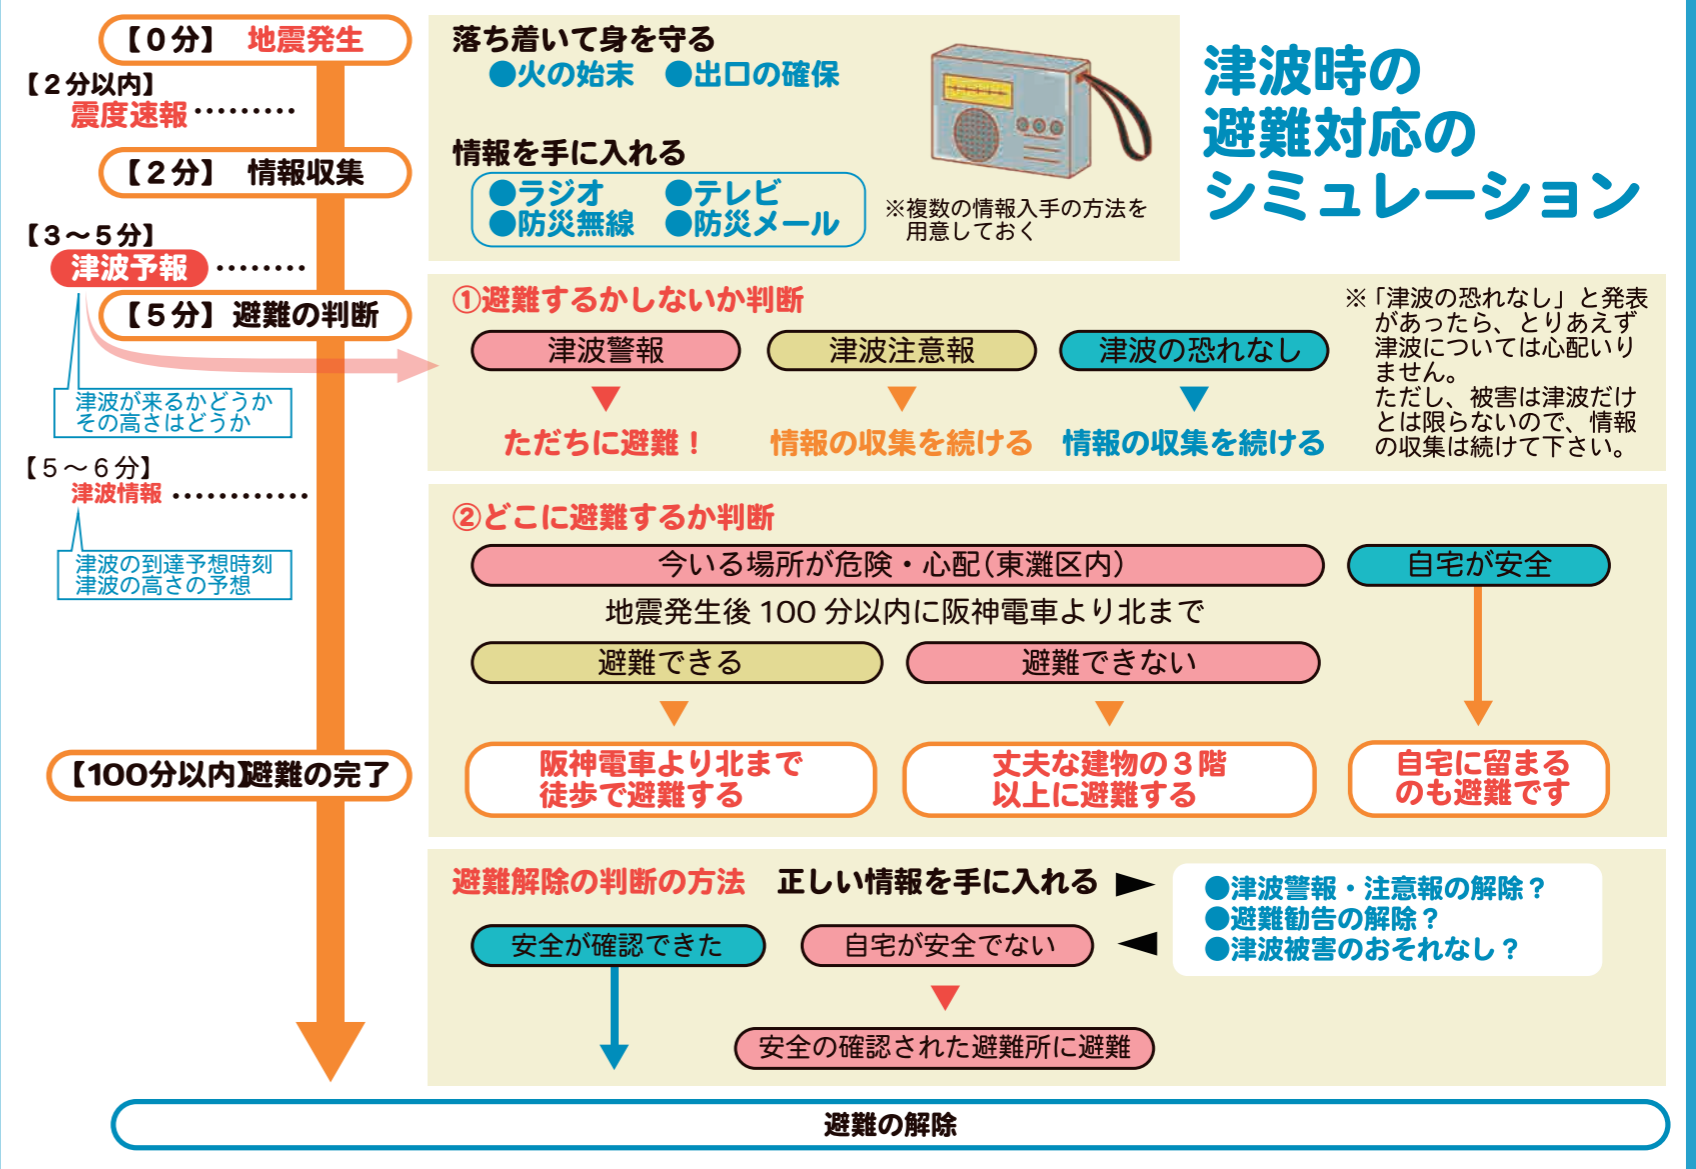 津波時の
避難対応の
シミュレーション
【０分】 地震発生
【２分以内】
震度速報………
【２分】 情報収集
【３～５分】
津波予報………
【５分】避難の判断
津波が来るかどうか
その高さはどうか
【５～６分】
津波情報…………
津波の到達予想時刻
津波の高さの予想
【100分以内】避難の完了
落ち着いて身を守る
●火の始末 ●出口の確保
情報を手に入れる
●ラジオ ●テレビ
●防災無線 ●防災メール
※複数の情報入手の方法を
用意しておく
①避難するかしないか判断
津波警報 津波注意報 津波の恐れなし
ただちに避難！ 情報の収集を続ける 情報の収集を続ける
※「津波の恐れなし」と発表
があったら、とりあえず
津波については心配いり
ません。
ただし、被害は津波だけ
とは限らないので、情報
の収集は続けて下さい。
②どこに避難するか判断
今いる場所が危険・心配（東灘区内） 自宅が安全
地震発生後 100 分以内に阪神電車より北まで
避難できる 避難できない
阪神電車より北まで
徒歩で避難する
丈夫な建物の３階
以上に避難する
自宅に留まる
のも避難です
避難解除の判断の方法 正しい情報を手に入れる
●津波警報・注意報の解除？
●避難勧告の解除？
●津波被害のおそれなし？
安全が確認できた 自宅が安全でない
安全の確認された避難所に避難
避難の解除